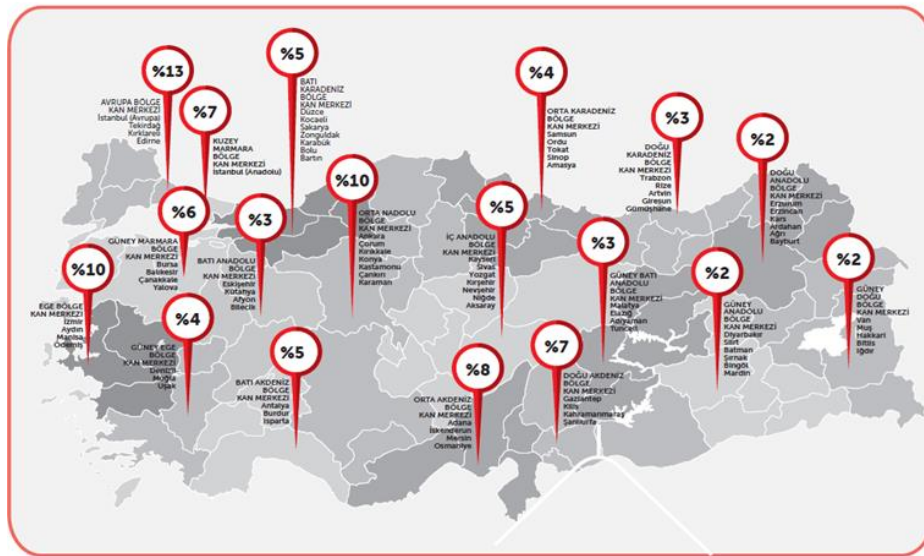 %13
AVRUPA BÖLGE
KAN MERKEZİ
İstanbul (Avrupa)
Tekirdağ
Kırklareli
Edirne
%7
KUZEY
MARMARA
BÖLGE
KAN MERKEZİ
İstanbul (Anadolu)
%5
BATI
KARADENİZ
BÖLGE
KAN MERKEZİ
Düzce
Kocaeli
Sakarya
Zonguldak
Karabük
Bolu
Bartın
%4
ORTA KARADENİZ
BÖLGE
KAN MERKEZİ
Samsun
Ordu
Tokat
Sinop
Amasya
%3
DOĞU
KARADENİZ
BÖLGE
KAN MERKEZİ
Trabzon
Rize
Artvin
Giresun
Gümüşhane
%2
DOĞU
ANADOLU
BÖLGE
KAN MERKEZİ
Erzurum
Erzincan
Kars
Ardahan
Ağrı
Bayburt
%6
GÜNEY MARMARA
BÖLGE
KAN MERKEZİ
Bursa
Balıkesir
Çanakkale
Yalova
%3
BATI ANADOLU
BÖLGE
KAN MERKEZİ
Eskişehir
Kütahya
Afyon
Bilecik
%10
ORTA NADOLU
BÖLGE
KAN MERKEZİ
Ankara
Çorum
Kırıkkale
Konya
Kastamonu
Çankırı
Karaman
%5
İÇ ANADOLU
BÖLGE
KAN MERKEZİ
Kayseri
Sivas
Yozgat
Kırşehir
Nevşehir
Niğde
Aksaray
%3
GÜNEY BATI
ANADOLU
BÖLGE
KAN MERKEZİ
Malatya
Elazığ
Adıyaman
Tunceli
%2
GÜNEY
ANADOLU
BÖLGE
KAN MERKEZİ
Diyarbakır
Siirt
Batman
Şırnak
Bingöl
Mardin
%2
GÜNEY
DOĞU
BÖLGE
KAN MERKEZİ
Van
Muş
Hakkari
Bitlis
Iğdır
%10
EGE BÖLGE
KAN MERKEZİ
İzmir
Aydın
Manisa
Ödemiş
%4
GÜNEY EGE
BÖLGE
KAN MERKEZİ
Denizli
Muğla
Uşak
%5
BATI AKDENİZ
BÖLGE
KAN MERKEZİ
Antalya
Burdur
Isparta
%8
ORTA AKDENİZ
BÖLGE
KAN MERKEZİ
Adana
İskenderun
Mersin
Osmaniye
%7
DOĞU AKDENİZ
BÖLGE
KAN MERKEZİ
Gaziantep
Kilis
Kahramanmaraş
Şanlıurfa